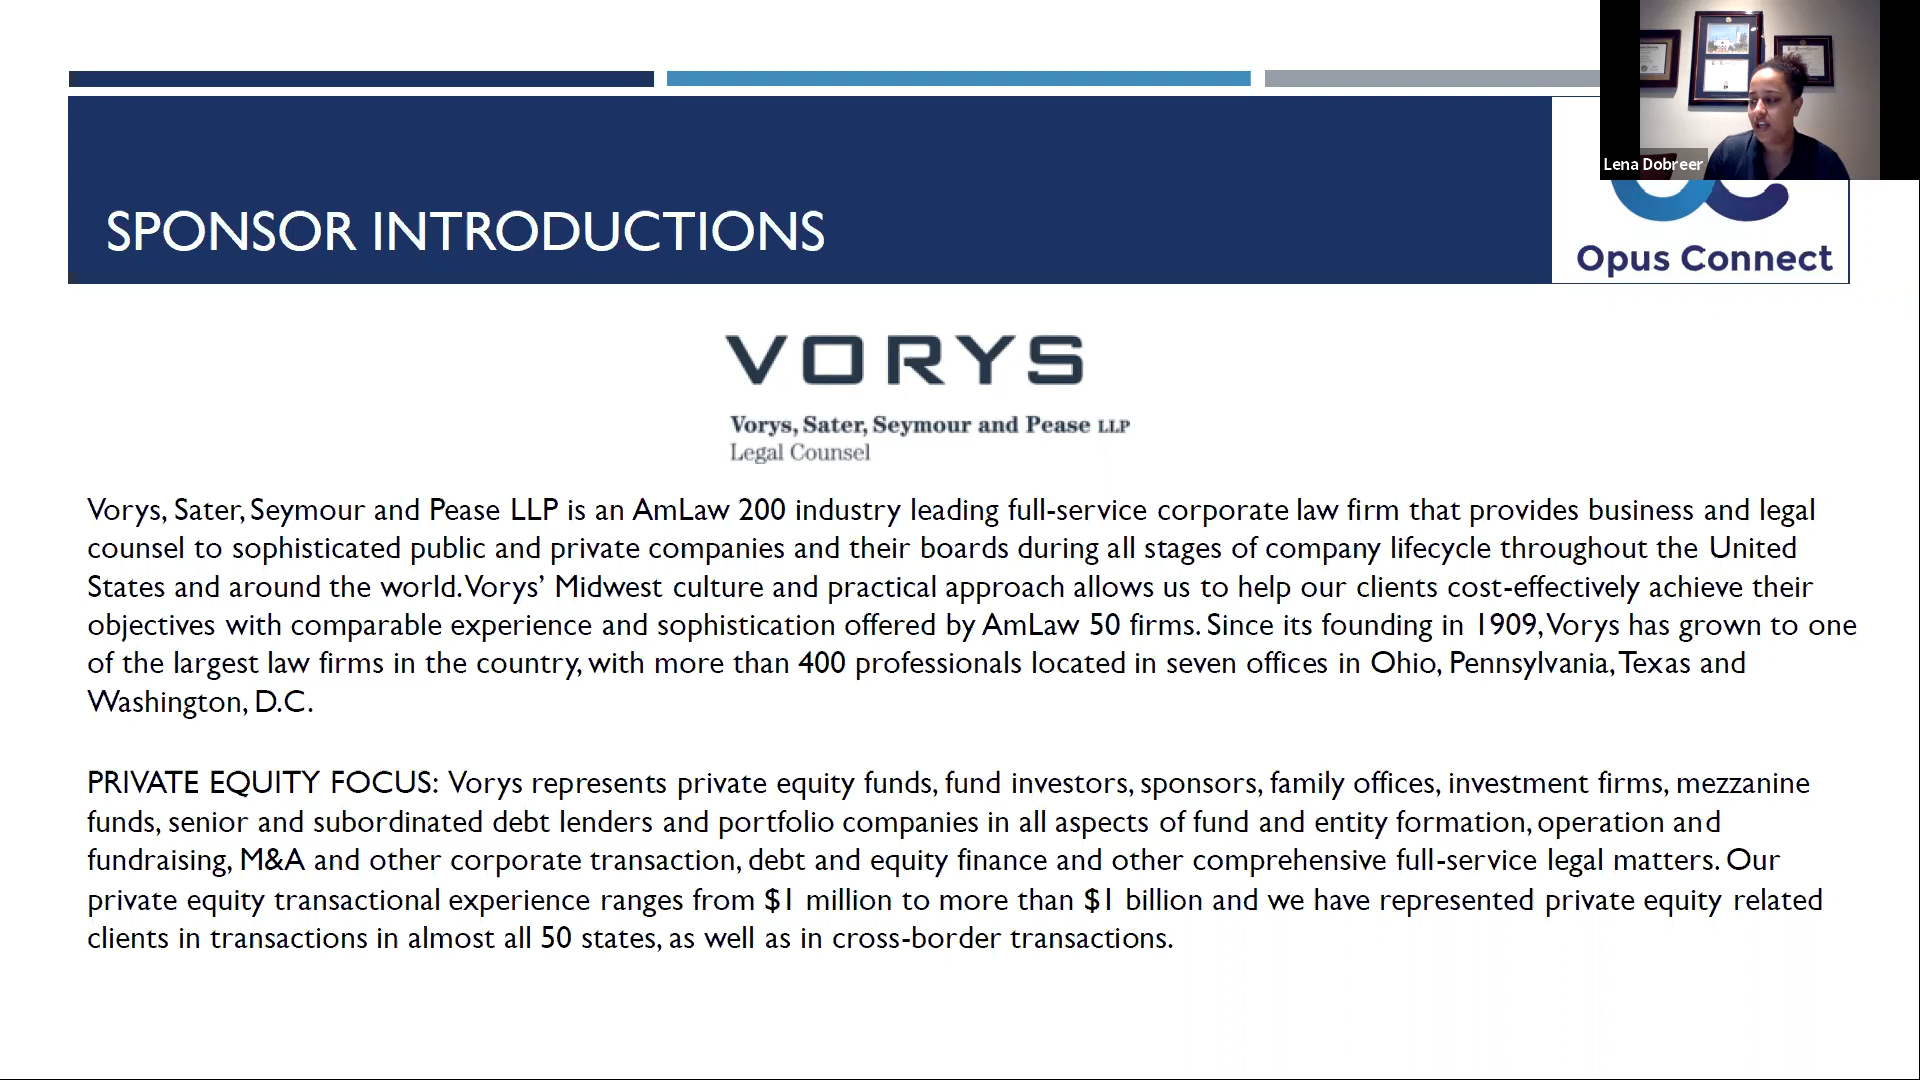 Lena Dobreer
SPONSOR INTRODUCTIONS
Opus Connect
VORYS
Vorys, Sater, Seymour and Pease LLP
Legal Counsel
Vorys, Sater, Seymour and Pease LLP is an AmLaw 200 industry leading full-service corporate law firm that provides business and legal
counsel to sophisticated public and private companies and their boards during all stages of company lifecycle throughout the United
States and around the world. Vorys’ Midwest culture and practical approach allows us to help our clients cost-effectively achieve their
objectives with comparable experience and sophistication offered by AmLaw 50 firms. Since its founding in 1909, Vorys has grown to one
of the largest law firms in the country, with more than 400 professionals located in seven offices in Ohio, Pennsylvania, Texas and
Washington, D.C.
PRIVATE EQUITY FOCUS: Vorys represents private equity funds, fund investors, sponsors, family offices, investment firms, mezzanine
funds, senior and subordinated debt lenders and portfolio companies in all aspects of fund and entity formation, operation and
fundraising, M&A and other corporate transaction, debt and equity finance and other comprehensive full-service legal matters. Our
private equity transactional experience ranges from $1 million to more than $1 billion and we have represented private equity related
clients in transactions in almost all 50 states, as well as in cross-border transactions.